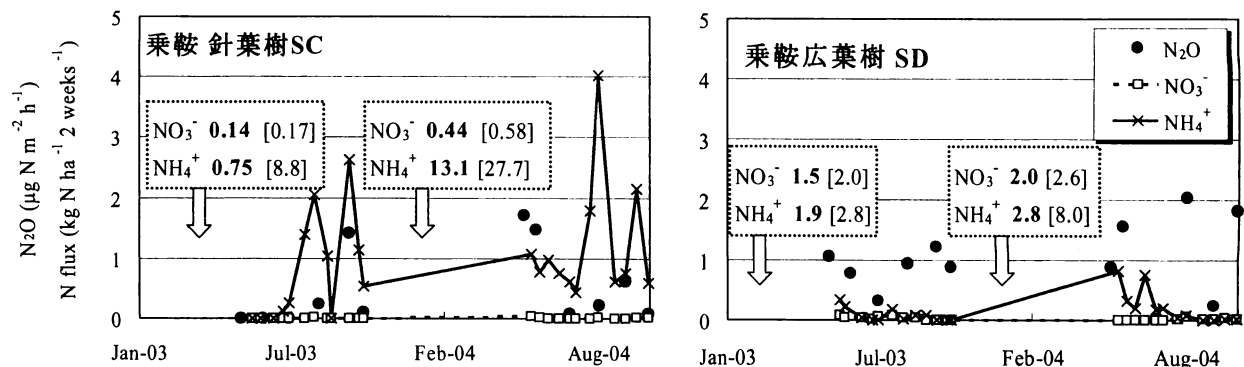 N₂O (μg N m⁻² h⁻¹)
N flux (kg N ha⁻¹ 2 weeks⁻¹)
乗鞍 針葉樹SC
5
4
3
2
1
0
NO₃⁻ 0.14 [0.17]
NH₄⁺ 0.75 [8.8]
NO₃⁻ 0.44 [0.58]
NH₄⁺ 13.1 [27.7]
Jan-03 Jul-03 Feb-04 Aug-04
乗鞍広葉樹 SD
5
4
3
2
1
0
N₂O
NO₃⁻
NH₄⁺
NO₃⁻ 1.5 [2.0]
NH₄⁺ 1.9 [2.8]
NO₃⁻ 2.0 [2.6]
NH₄⁺ 2.8 [8.0]
Jan-03 Jul-03 Feb-04 Aug-04